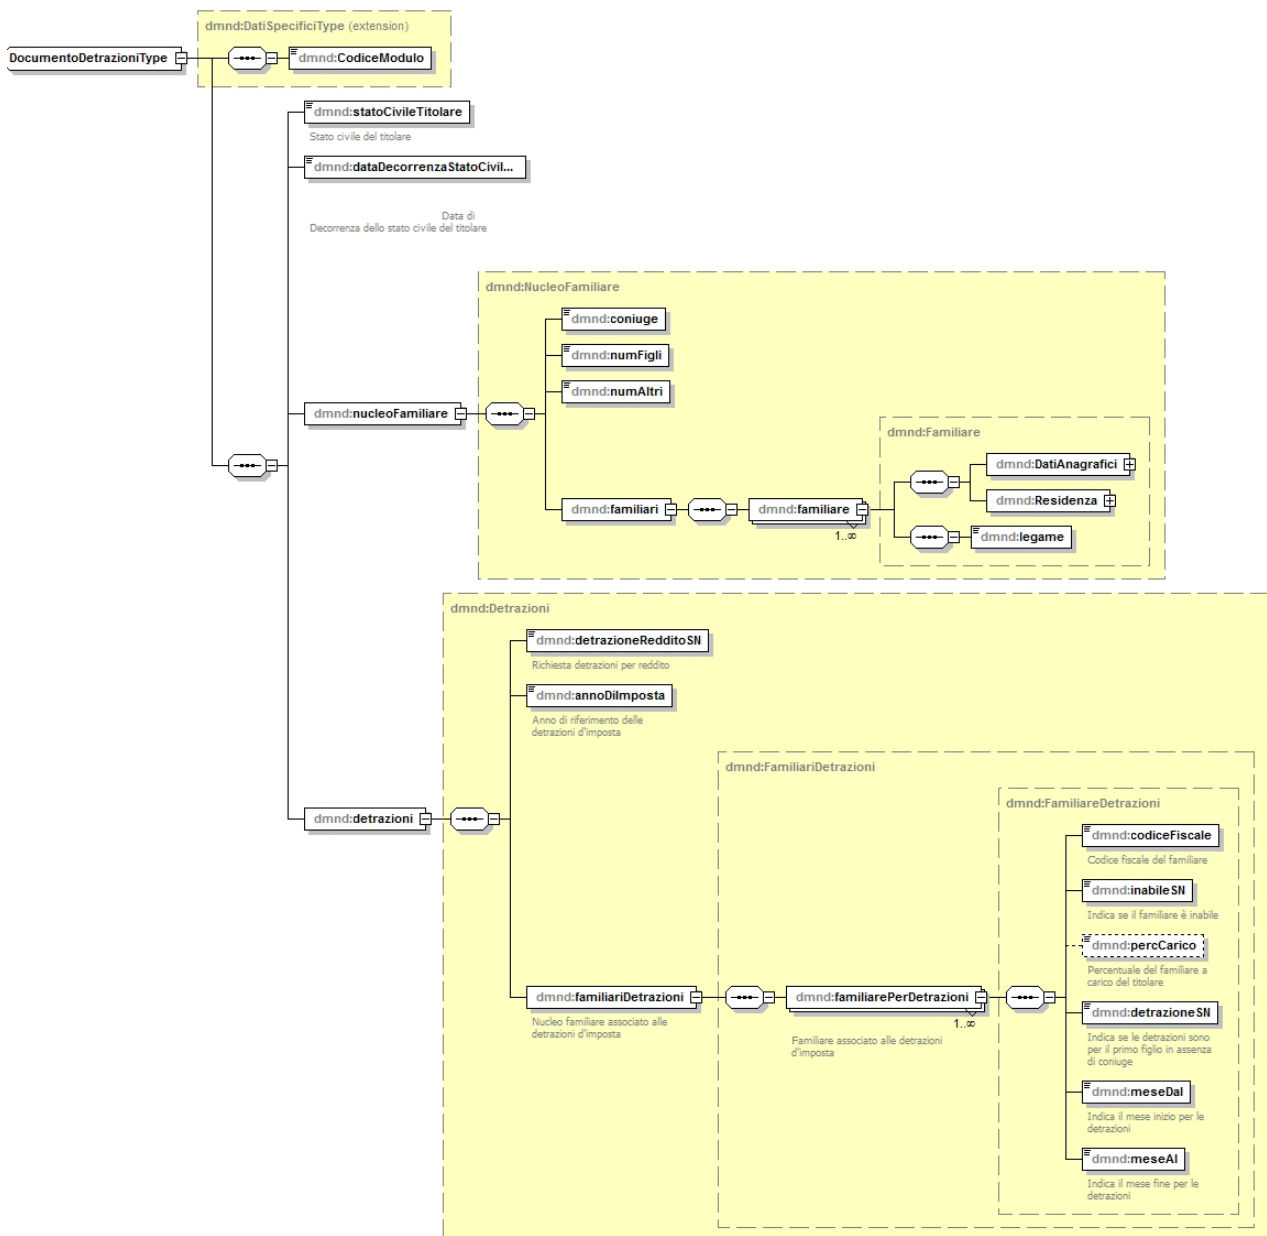 dmnd:DatiSpecificiType (extension)
DocumentoDetrazioniType
dmnd:CodiceModulo
dmnd:statoCivileTitolare
Stato civile del titolare
dmnd:dataDecorrenzaStatoCivil...
Data di
Decorrenza dello stato civile del titolare
dmnd:NucleoFamiliare
dmnd:coniuge
dmnd:numFigli
dmnd:numAltri
dmnd:nucleoFamiliare
dmnd:Familiare
dmnd:DatiAnagrafici
dmnd:Residenza
dmnd:familiari
dmnd:familiare
1..∞
dmnd:legame
dmnd:Detrazioni
dmnd:detrazioneRedditoSN
Richiesta detrazioni per reddito
dmnd:annoDiImposta
Anno di riferimento delle
detrazioni d'imposta
dmnd:FamiliariDetrazioni
dmnd:FamiliareDetrazioni
dmnd:detrazioni
dmnd:codiceFiscale
Codice fiscale del familiare
dmnd:inabileSN
Indica se il familiare è inabile
dmnd:percCarico
Percentuale del familiare a
carico del titolare
dmnd:familiariDetrazioni
Nucleo familiare associato alle
detrazioni d'imposta
dmnd:familiarePerDetrazioni
1..∞
Familiare associato alle detrazioni
d'imposta
dmnd:detrazioneSN
Indica se le detrazioni sono
per il primo figlio in assenza
di coniuge
dmnd:meseDal
Indica il mese inizio per le
detrazioni
dmnd:meseAl
Indica il mese fine per le
detrazioni